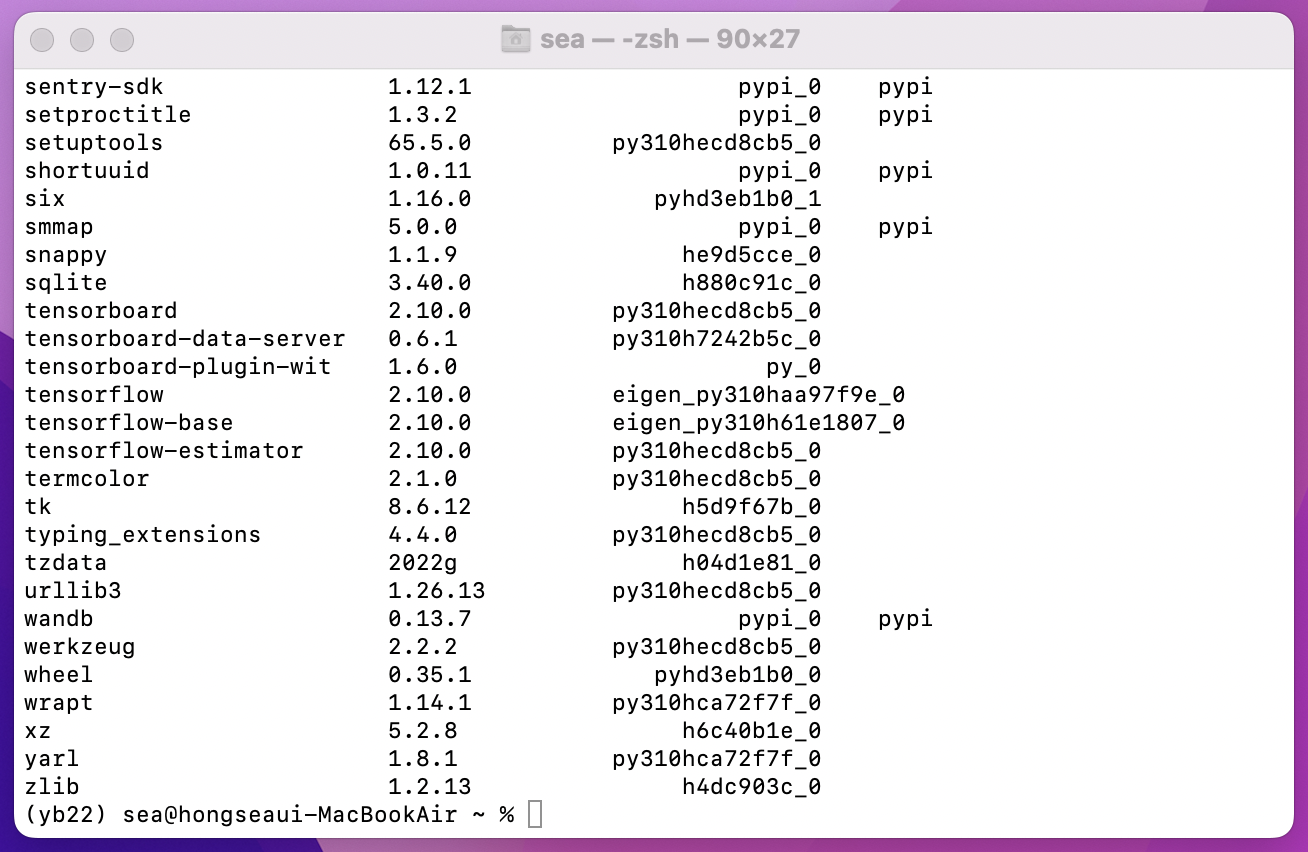 sea — -zsh — 90×27
sentry-sdk 1.12.1 pypi_0 pypi
setproctitle 1.3.2 pypi_0 pypi
setuptools 65.5.0 py310hecd8cb5_0
shortuuid 1.0.11 pypi_0 pypi
six 1.16.0 pyhd3eb1b0_1
smmap 5.0.0 pypi_0 pypi
snappy 1.1.9 he9d5cce_0
sqlite 3.40.0 h880c91c_0
tensorboard 2.10.0 py310hecd8cb5_0
tensorboard-data-server 0.6.1 py310h7242b5c_0
tensorboard-plugin-wit 1.6.0 py_0
tensorflow 2.10.0 eigen_py310haa97f9e_0
tensorflow-base 2.10.0 eigen_py310h61e1807_0
tensorflow-estimator 2.10.0 py310hecd8cb5_0
termcolor 2.1.0 py310hecd8cb5_0
tk 8.6.12 h5d9f67b_0
typing_extensions 4.4.0 py310hecd8cb5_0
tzdata 2022g h04d1e81_0
urllib3 1.26.13 py310hecd8cb5_0
wandb 0.13.7 pypi_0 pypi
werkzeug 2.2.2 py310hecd8cb5_0
wheel 0.35.1 pyhd3eb1b0_0
wrapt 1.14.1 py310hca72f7f_0
xz 5.2.8 h6c40b1e_0
yarl 1.8.1 py310hca72f7f_0
zlib 1.2.13 h4dc903c_0
(yb22) sea@hongseaui-MacBookAir ~ %